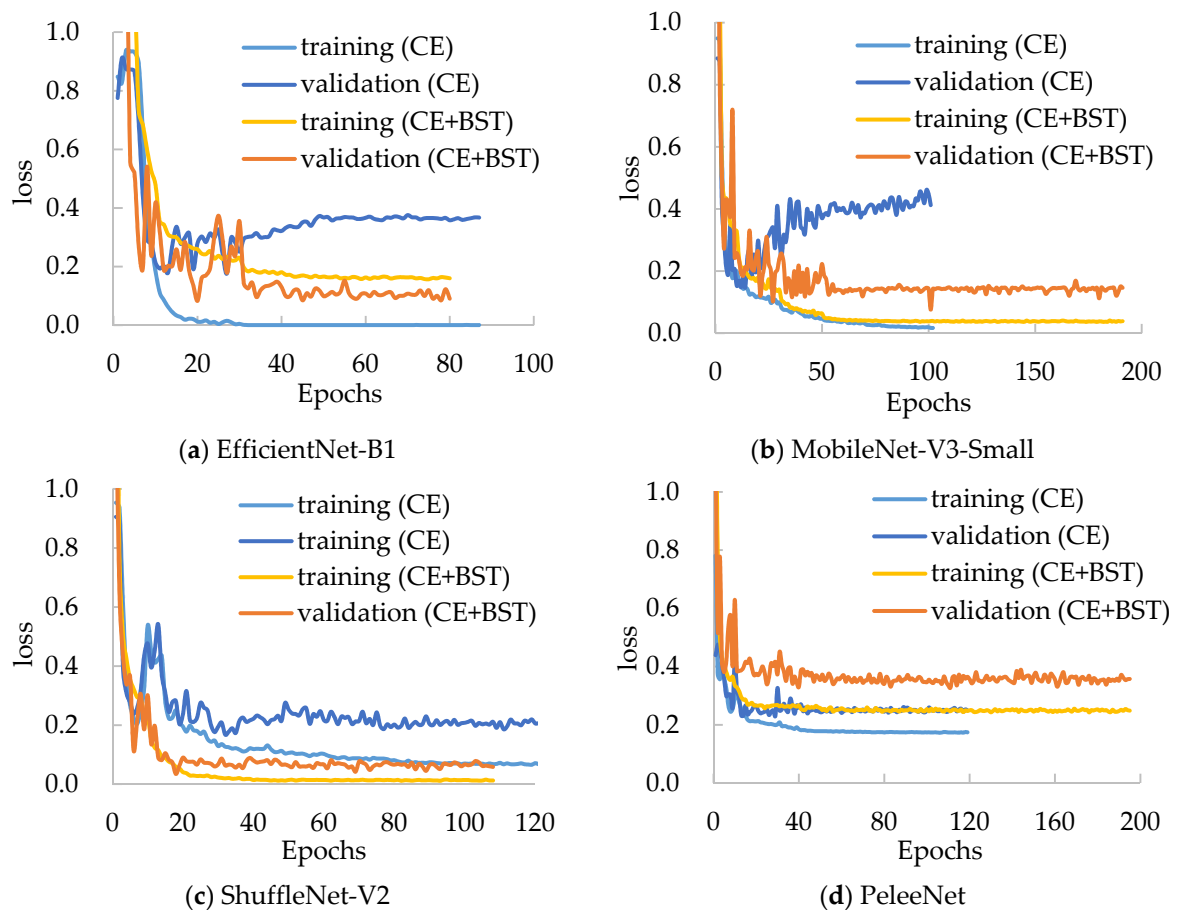 1.0
0.8
0.6
0.4
0.2
0.0
loss
training (CE)
validation (CE)
training (CE+BST)
validation (CE+BST)
0 20 40 60 80 100
Epochs
(a) EfficientNet-B1
1.0
0.8
0.6
0.4
0.2
0.0
loss
training (CE)
validation (CE)
training (CE+BST)
validation (CE+BST)
0 50 100 150 200
Epochs
(b) MobileNet-V3-Small
1.0
0.8
0.6
0.4
0.2
0.0
loss
training (CE)
training (CE)
training (CE+BST)
validation (CE+BST)
0 20 40 60 80 100 120
Epochs
(c) ShuffleNet-V2
1.0
0.8
0.6
0.4
0.2
0.0
loss
training (CE)
validation (CE)
training (CE+BST)
validation (CE+BST)
0 40 80 120 160 200
Epochs
(d) PeleeNet